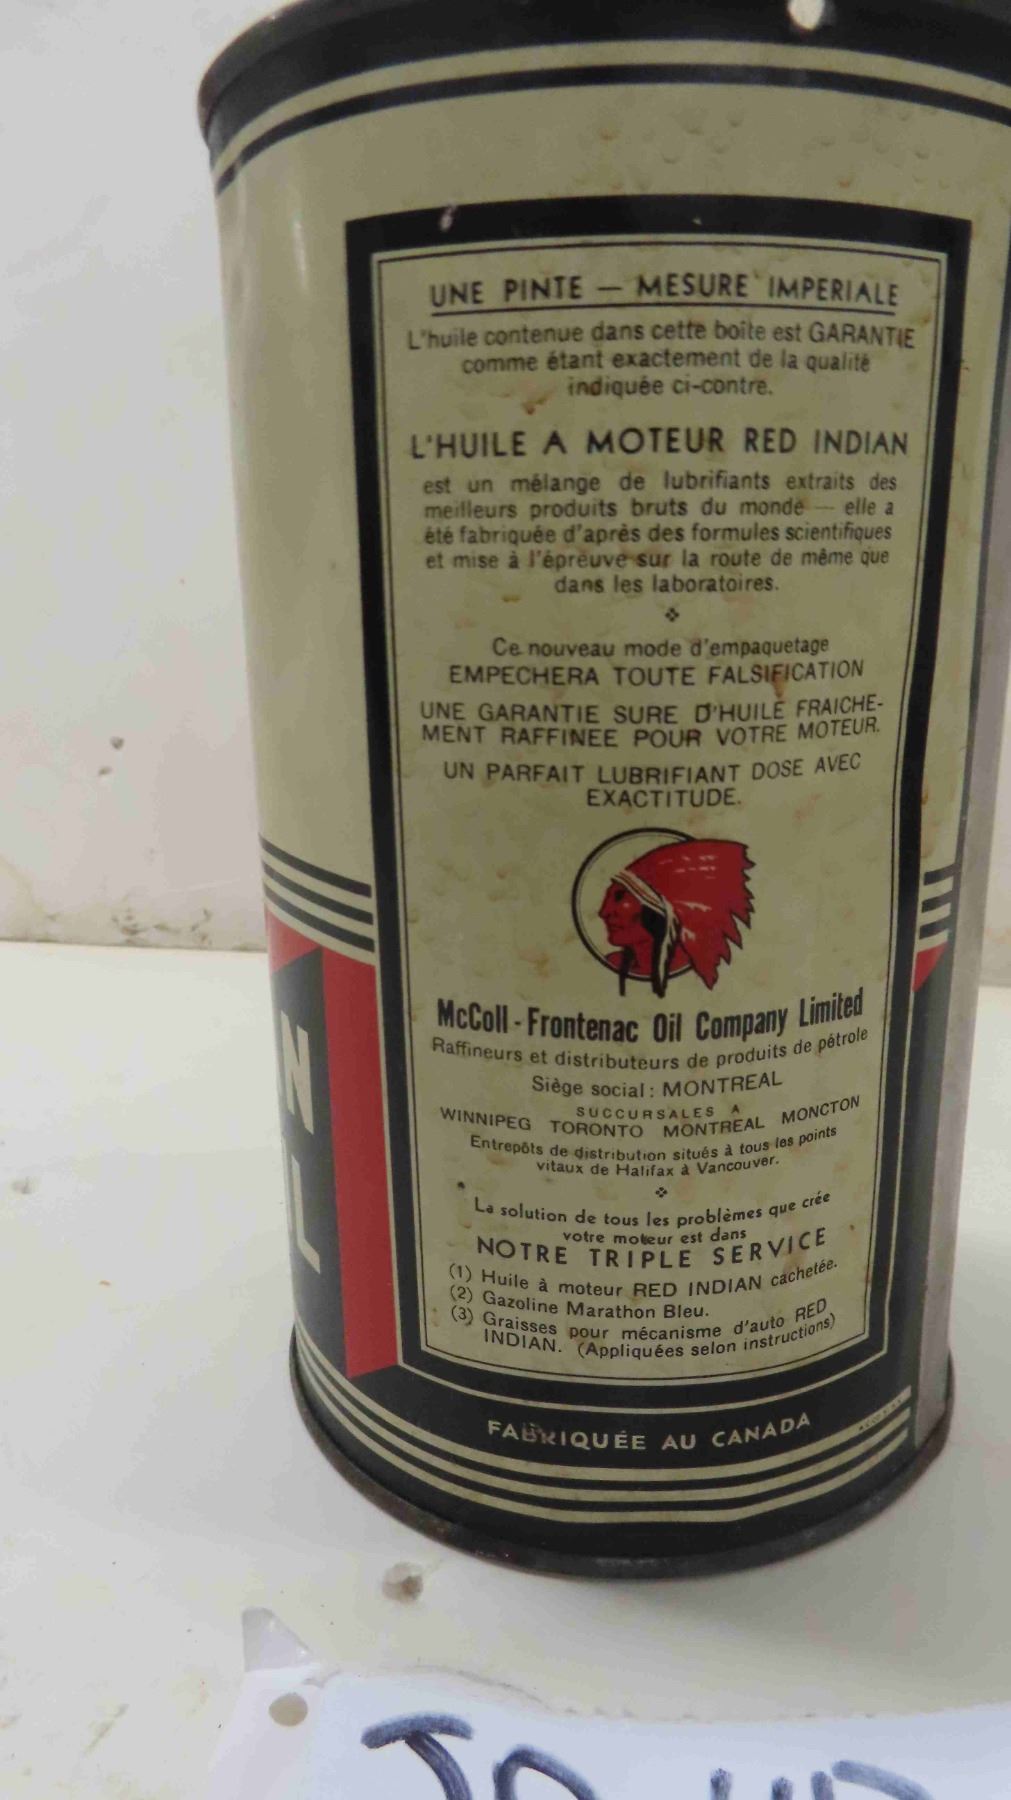 UNE PINTE — MESURE IMPERIALE
L'huile contenue dans cette boîte est GARANTIE
comme étant exactement de la qualité
indiquée ci-contre.
L'HUILE A MOTEUR RED INDIAN
est un mélange de lubrifiants extraits des
meilleurs produits bruts du monde — elle a
été fabriquée d'après des formules scientifiques
et mise à l'épreuve sur la route de même que
dans les laboratoires.
Ce nouveau mode d'empaquetage
EMPECHERA TOUTE FALSIFICATION
UNE GARANTIE SURE D'HUILE FRAICHE-
MENT RAFFINEE POUR VOTRE MOTEUR.
UN PARFAIT LUBRIFIANT DOSE AVEC
EXACTITUDE.
McColl-Frontenac Oil Company Limited
Raffineurs et distributeurs de produits de pétrole
Siège social: MONTREAL
SUCCURSALES A
WINNIPEG TORONTO MONTREAL MONCTON
Entrepôts de distribution situés à tous les points
vitaux de Halifax à Vancouver.
La solution de tous les problèmes que crée
votre moteur est dans
NOTRE TRIPLE SERVICE
(1) Huile à moteur RED INDIAN cachetée.
(2) Gazoline Marathon Bleu.
(3) Graisses pour mécanisme d'auto RED
INDIAN. (Appliquées selon instructions)
FABRIQUÉE AU CANADA
N
L